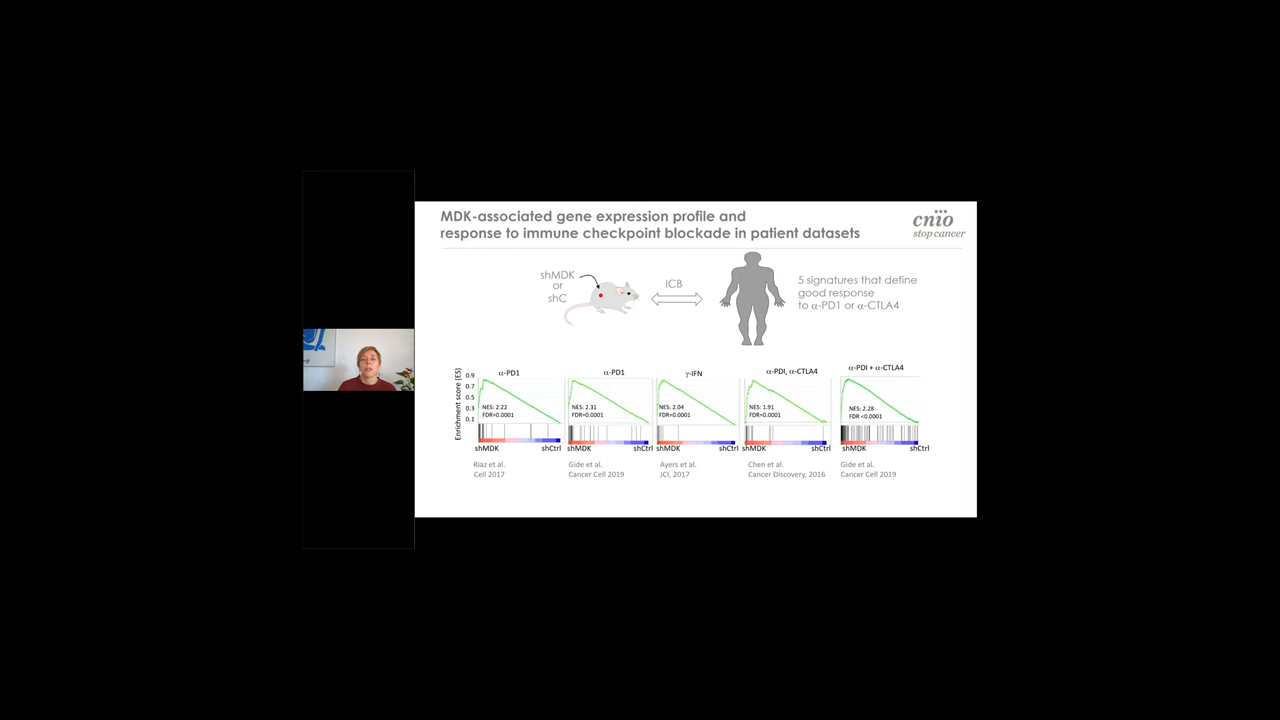 MDK-associated gene expression profile and
response to immune checkpoint blockade in patient datasets
cnio
stop cancer
shMDK
or
shC
ICB
5 signatures that define
good response
to α-PD1 or α-CTLA4
Enrichment score (ES)
0.9
0.7
0.5
0.3
0.1
α-PD1
NES: 2.22
FDR=0.0001
shMDK shCtrl
Riaz et al.
Cell 2017
α-PD1
NES: 2.31
FDR=0.0001
shMDK shCtrl
Gide et al.
Cancer Cell 2019
γ-IFN
NES: 2.04
FDR=0.0001
shMDK shCtrl
Ayers et al.
JCI, 2017
α-PDI, α-CTLA4
NES: 1.91
FDR=0.0001
shMDK shCtrl
Chen et al.
Cancer Discovery, 2016
α-PDI + α-CTLA4
NES: 2.28
FDR <0.0001
shMDK shCtrl
Gide et al.
Cancer Cell 2019